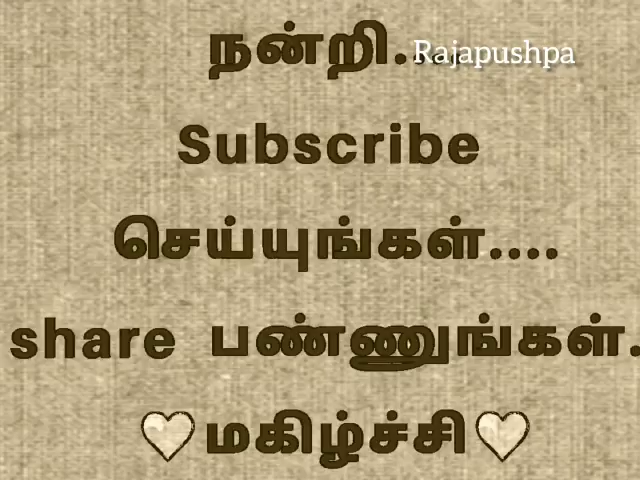 நன்றி....
Rajapushpa
Subscribe
செய்யுங்கள்....
share பண்ணுங்கள்.
♡மகிழ்ச்சி♡